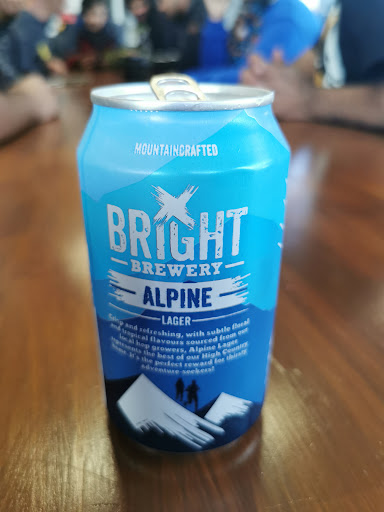 MOUNTAINCRAFTED
BRIGHT
BREWERY
ALPINE
LAGER
and refreshing, with subtle floral
and tropical flavours sourced from our
local hop growers, Alpine Lager
the best of our High Country.
it's the perfect reward for thirsty
adventure-seekers!